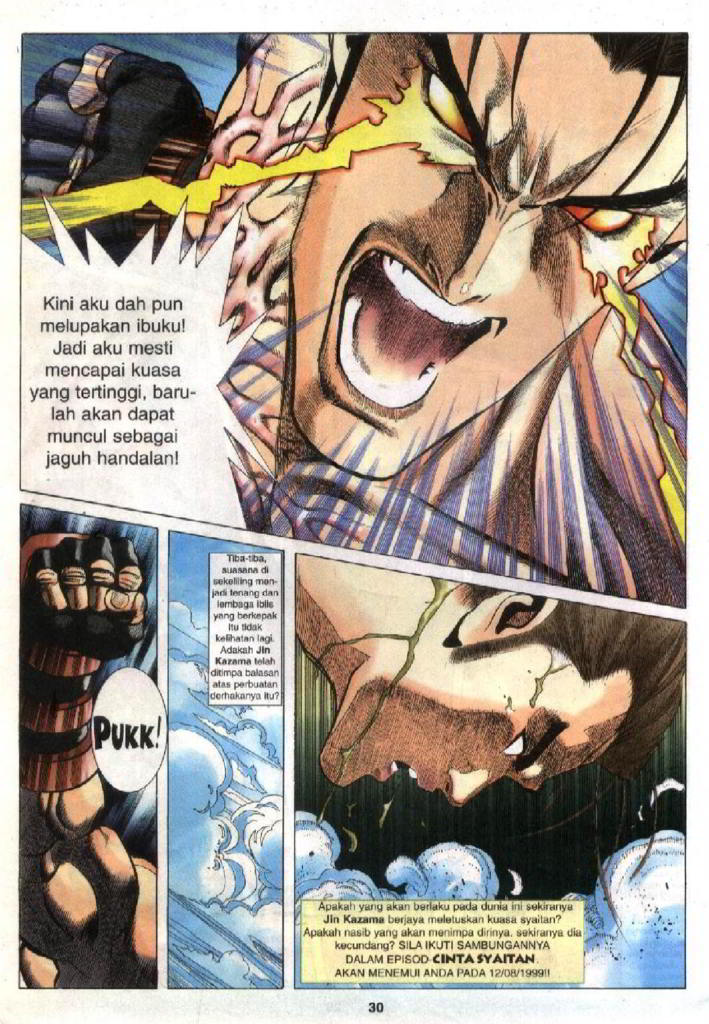 Kini aku dah pun
melupakan ibuku!
Jadi aku mesti
mencapai kuasa
yang tertinggi, baru-
lah akan dapat
muncul sebagai
jaguh handalan!
PUKK!
Tiba-tiba,
suasana di
sekeliling men-
jadi tenang dan
lembaga iblis
yang berkepak
itu tidak
kelihatan lagi.
Adakah Jin
Kazama telah
ditimpa balasan
atas perbuatan
derhakanya itu?
Apakah yang akan berlaku pada dunia ini sekiranya
Jin Kazama berjaya meletuskan kuasa syaitan?
Apakah nasib yang akan menimpa dirinya, sekiranya dia
kecundang? SILA IKUTI SAMBUNGANNYA
DALAM EPISOD-CINTA SYAITAN.
AKAN MENEMUI ANDA PADA 12/08/1999!!
30